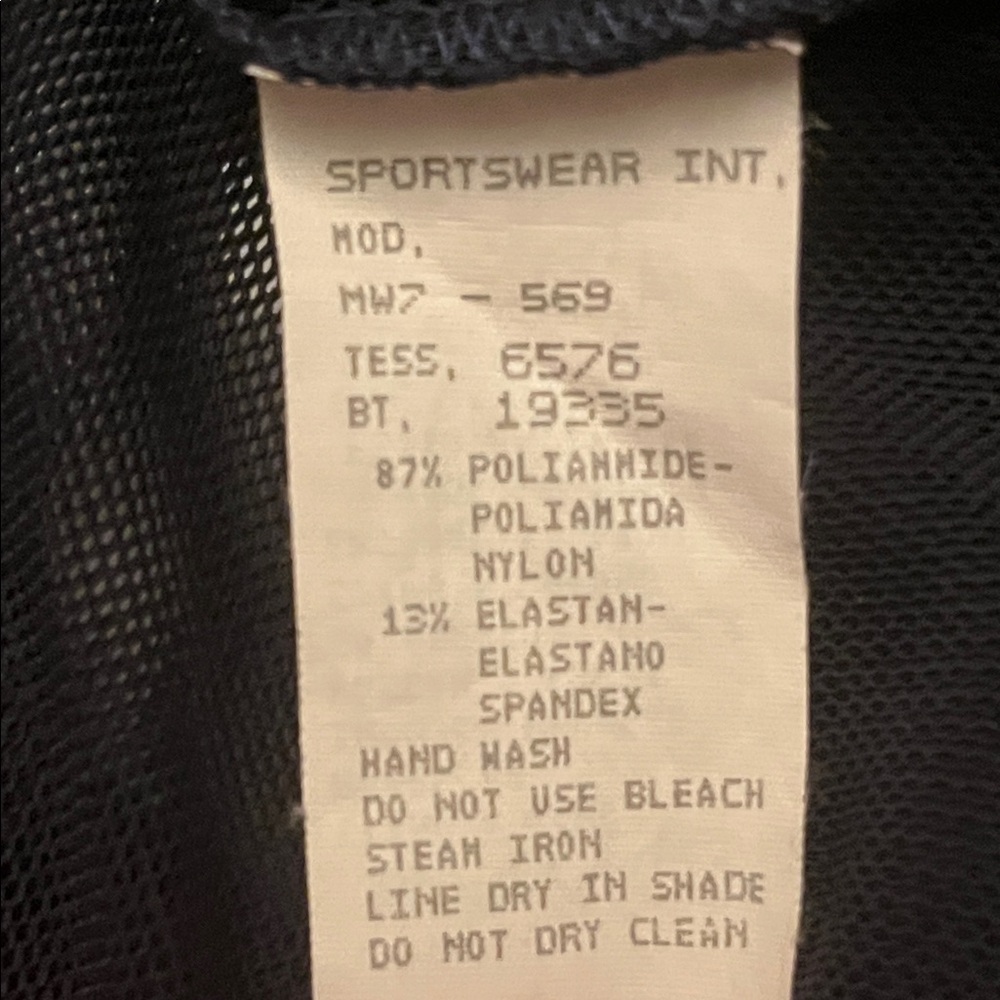 SPORTSWEAR INT.
MOD.
MW7 - 569
TESS. 6576
BT. 19335
87% POLIAMMIDE-
POLIAMIDA
NYLON
13% ELASTAN-
ELASTANO
SPANDEX
HAND WASH
DO NOT USE BLEACH
STEAM IRON
LINE DRY IN SHADE
DO NOT DRY CLEAN